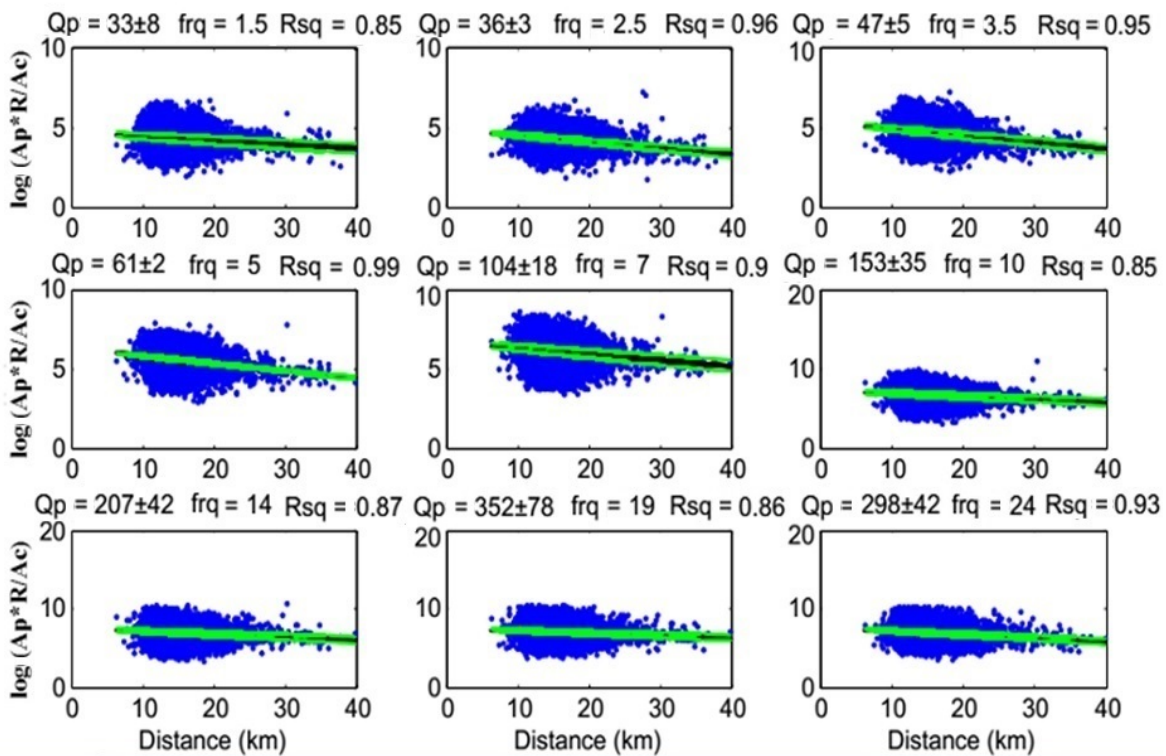 Qp = 33±8 frq = 1.5 Rsq = 0.85
Qp = 36±3 frq = 2.5 Rsq = 0.96
Qp = 47±5 frq = 3.5 Rsq = 0.95
log (Ap*R/Ac)
10
5
0
0 10 20 30 40
10
5
0
0 10 20 30 40
10
5
0
0 10 20 30 40
Qp = 61±2 frq = 5 Rsq = 0.99
Qp = 104±18 frq = 7 Rsq = 0.9
Qp = 153±35 frq = 10 Rsq = 0.85
log (Ap*R/Ac)
10
5
0
0 10 20 30 40
10
5
0
0 10 20 30 40
20
10
0
0 10 20 30 40
Qp = 207±42 frq = 14 Rsq = 0.87
Qp = 352±78 frq = 19 Rsq = 0.86
Qp = 298±42 frq = 24 Rsq = 0.93
log (Ap*R/Ac)
20
10
0
0 10 20 30 40
Distance (km)
20
10
0
0 10 20 30 40
Distance (km)
20
10
0
0 10 20 30 40
Distance (km)